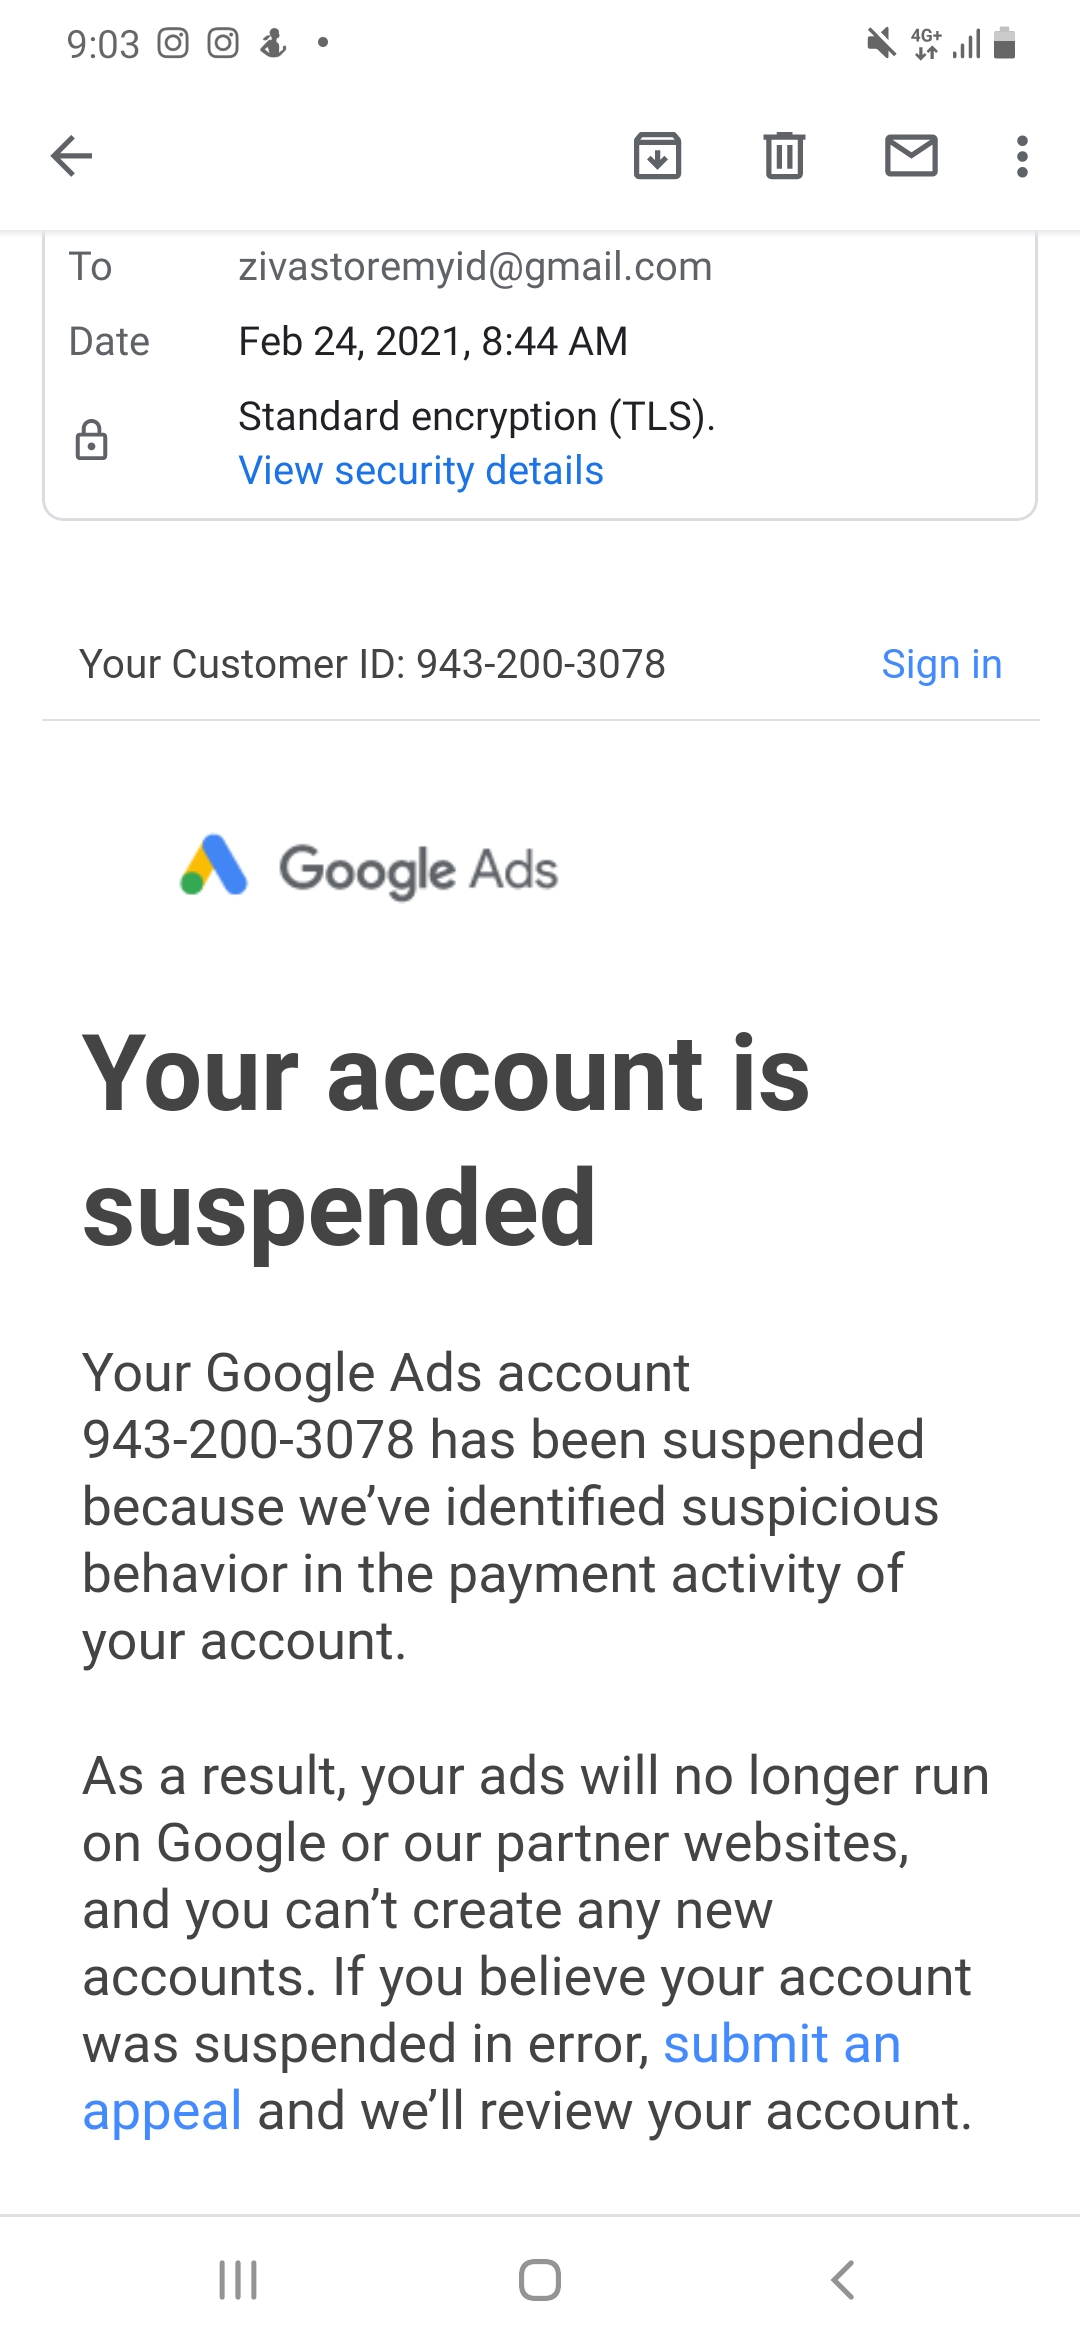 9:03
4G+
To zivastoremyid@gmail.com
Date Feb 24, 2021, 8:44 AM
Standard encryption (TLS).
View security details
Your Customer ID: 943-200-3078 Sign in
Google Ads
Your account is
suspended
Your Google Ads account
943-200-3078 has been suspended
because we’ve identified suspicious
behavior in the payment activity of
your account.
As a result, your ads will no longer run
on Google or our partner websites,
and you can’t create any new
accounts. If you believe your account
was suspended in error, submit an
appeal and we’ll review your account.